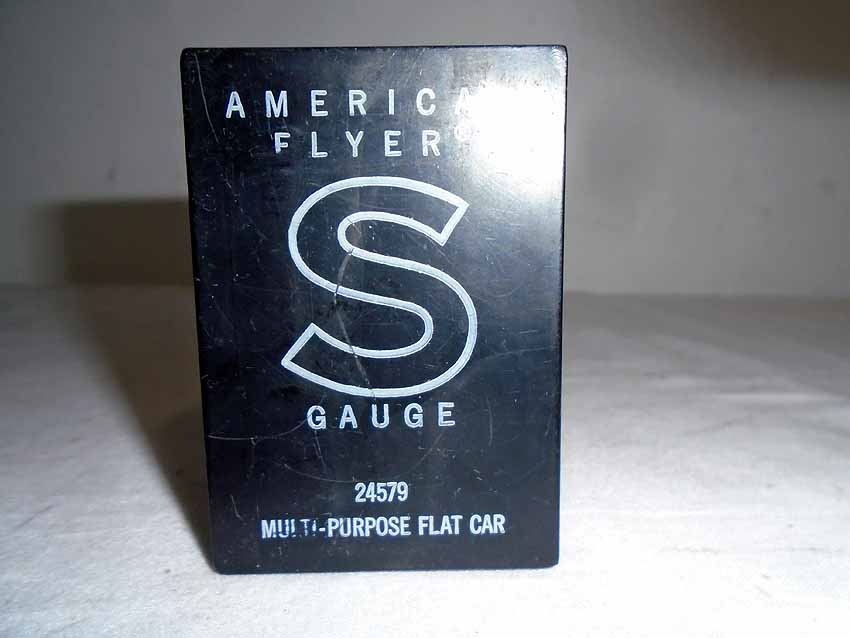 AMERICA
FLYER®
S
GAUGE
24579
MULTI-PURPOSE FLAT CAR